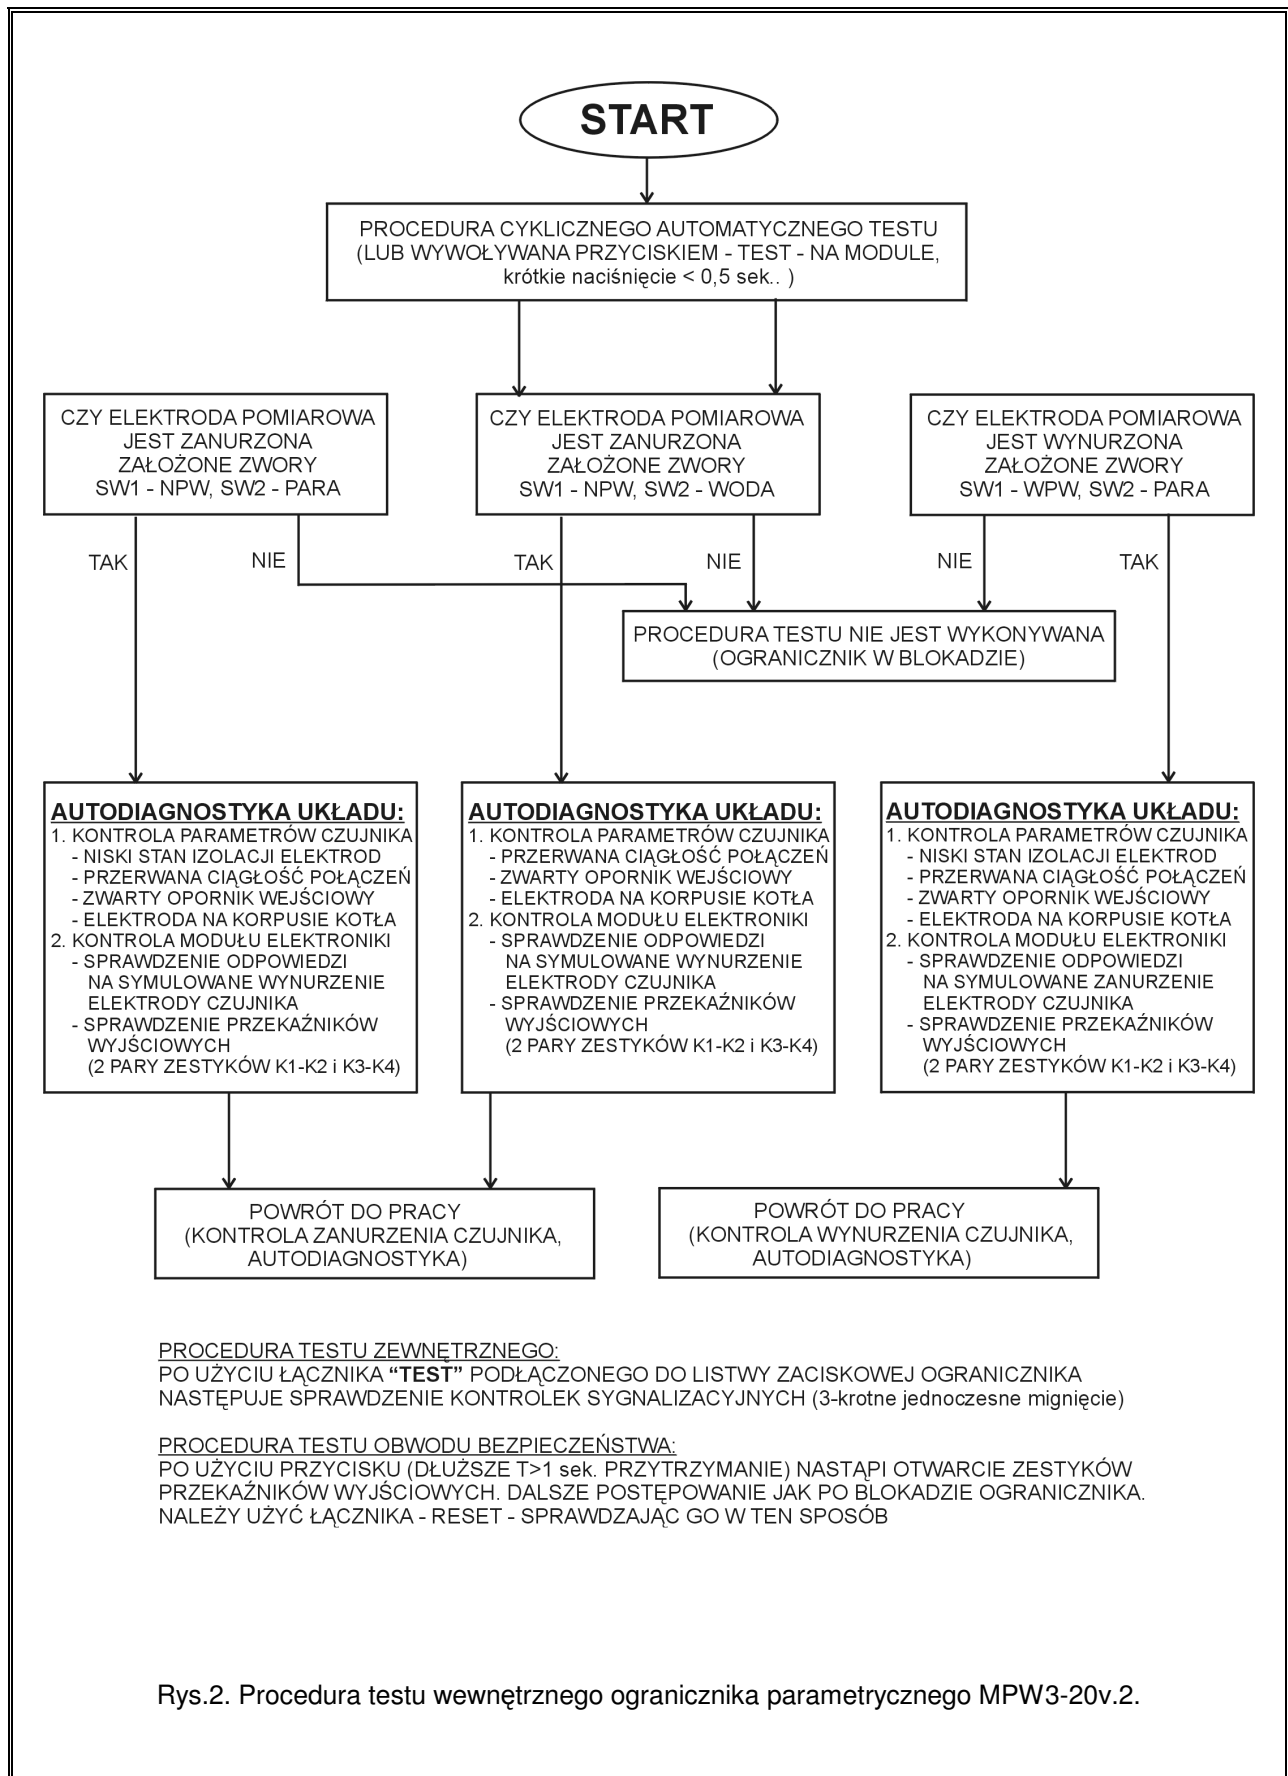 START
PROCEDURA CYKLICZNEGO AUTOMATYCZNEGO TESTU
(LUB WYWOŁYWANA PRZYCISKIEM - TEST - NA MODULE,
krótkie naciśnięcie < 0,5 sek.. )
CZY ELEKTRODA POMIAROWA
JEST ZANURZONA
ZAŁOŻONE ZWORY
SW1 - NPW, SW2 - PARA
CZY ELEKTRODA POMIAROWA
JEST ZANURZONA
ZAŁOŻONE ZWORY
SW1 - NPW, SW2 - WODA
CZY ELEKTRODA POMIAROWA
JEST WYNURZONA
ZAŁOŻONE ZWORY
SW1 - WPW, SW2 - PARA
TAK
NIE
TAK
NIE
NIE
TAK
PROCEDURA TESTU NIE JEST WYKONYWANA
(OGRANICZNIK W BLOKADZIE)
AUTODIAGNOSTYKA UKŁADU:
1. KONTROLA PARAMETRÓW CZUJNIKA
- NISKI STAN IZOLACJI ELEKTROD
- PRZERWANA CIĄGŁOŚĆ POŁĄCZEŃ
- ZWARTY OPORNIK WEJŚCIOWY
- ELEKTRODA NA KORPUSIE KOTŁA
2. KONTROLA MODUŁU ELEKTRONIKI
- SPRAWDZENIE ODPOWIEDZI
NA SYMULOWANE WYNURZENIE
ELEKTRODY CZUJNIKA
- SPRAWDZENIE PRZEKAŹNIKÓW
WYJŚCIOWYCH
(2 PARY ZESTYKÓW K1-K2 i K3-K4)
AUTODIAGNOSTYKA UKŁADU:
1. KONTROLA PARAMETRÓW CZUJNIKA
- PRZERWANA CIĄGŁOŚĆ POŁĄCZEŃ
- ZWARTY OPORNIK WEJŚCIOWY
- ELEKTRODA NA KORPUSIE KOTŁA
2. KONTROLA MODUŁU ELEKTRONIKI
- SPRAWDZENIE ODPOWIEDZI
NA SYMULOWANE WYNURZENIE
ELEKTRODY CZUJNIKA
- SPRAWDZENIE PRZEKAŹNIKÓW
WYJŚCIOWYCH
(2 PARY ZESTYKÓW K1-K2 i K3-K4)
AUTODIAGNOSTYKA UKŁADU:
1. KONTROLA PARAMETRÓW CZUJNIKA
- NISKI STAN IZOLACJI ELEKTROD
- PRZERWANA CIĄGŁOŚĆ POŁĄCZEŃ
- ZWARTY OPORNIK WEJŚCIOWY
- ELEKTRODA NA KORPUSIE KOTŁA
2. KONTROLA MODUŁU ELEKTRONIKI
- SPRAWDZENIE ODPOWIEDZI
NA SYMULOWANE ZANURZENIE
ELEKTRODY CZUJNIKA
- SPRAWDZENIE PRZEKAŹNIKÓW
WYJŚCIOWYCH
(2 PARY ZESTYKÓW K1-K2 i K3-K4)
POWRÓT DO PRACY
(KONTROLA ZANURZENIA CZUJNIKA,
AUTODIAGNOSTYKA)
POWRÓT DO PRACY
(KONTROLA WYNURZENIA CZUJNIKA,
AUTODIAGNOSTYKA)
PROCEDURA TESTU ZEWNĘTRZNEGO:
PO UŻYCIU ŁĄCZNIKA “TEST” PODŁĄCZONEGO DO LISTWY ZACISKOWEJ OGRANICZNIKA
NASTĘPUJE SPRAWDZENIE KONTROLEK SYGNALIZACYJNYCH (3-krotne jednoczesne mignięcie)
PROCEDURA TESTU OBWODU BEZPIECZEŃSTWA:
PO UŻYCIU PRZYCISKU (DŁUŻSZE T>1 sek. PRZYTRZYMANIE) NASTĄPI OTWARCIE ZESTYKÓW
PRZEKAŹNIKÓW WYJŚCIOWYCH. DALSZE POSTĘPOWANIE JAK PO BLOKADZIE OGRANICZNIKA.
NALEŻY UŻYĆ ŁĄCZNIKA - RESET - SPRAWDZAJĄC GO W TEN SPOSÓB
Rys.2. Procedura testu wewnętrznego ogranicznika parametrycznego MPW3-20v.2.